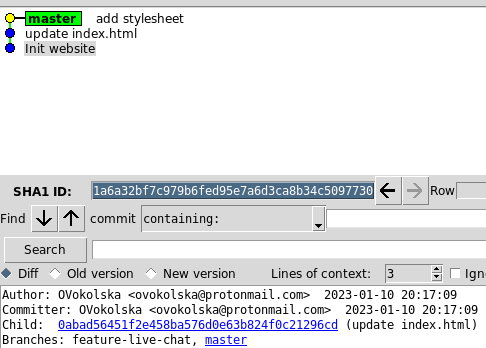 master add stylesheet
update index.html
Init website
SHA1 ID: 1a6a32bf7c979b6fed95e7a6d3ca8b34c5097730 Row
Find commit containing:
Search
Diff Old version New version Lines of context: 3
Author: OVokolska <ovokolska@protonmail.com> 2023-01-10 20:17:09
Committer: OVokolska <ovokolska@protonmail.com> 2023-01-10 20:17:09
Child: 0abad56451f2e458ba576d0e63b824f0c21296cd (update index.html)
Branches: feature-live-chat, master